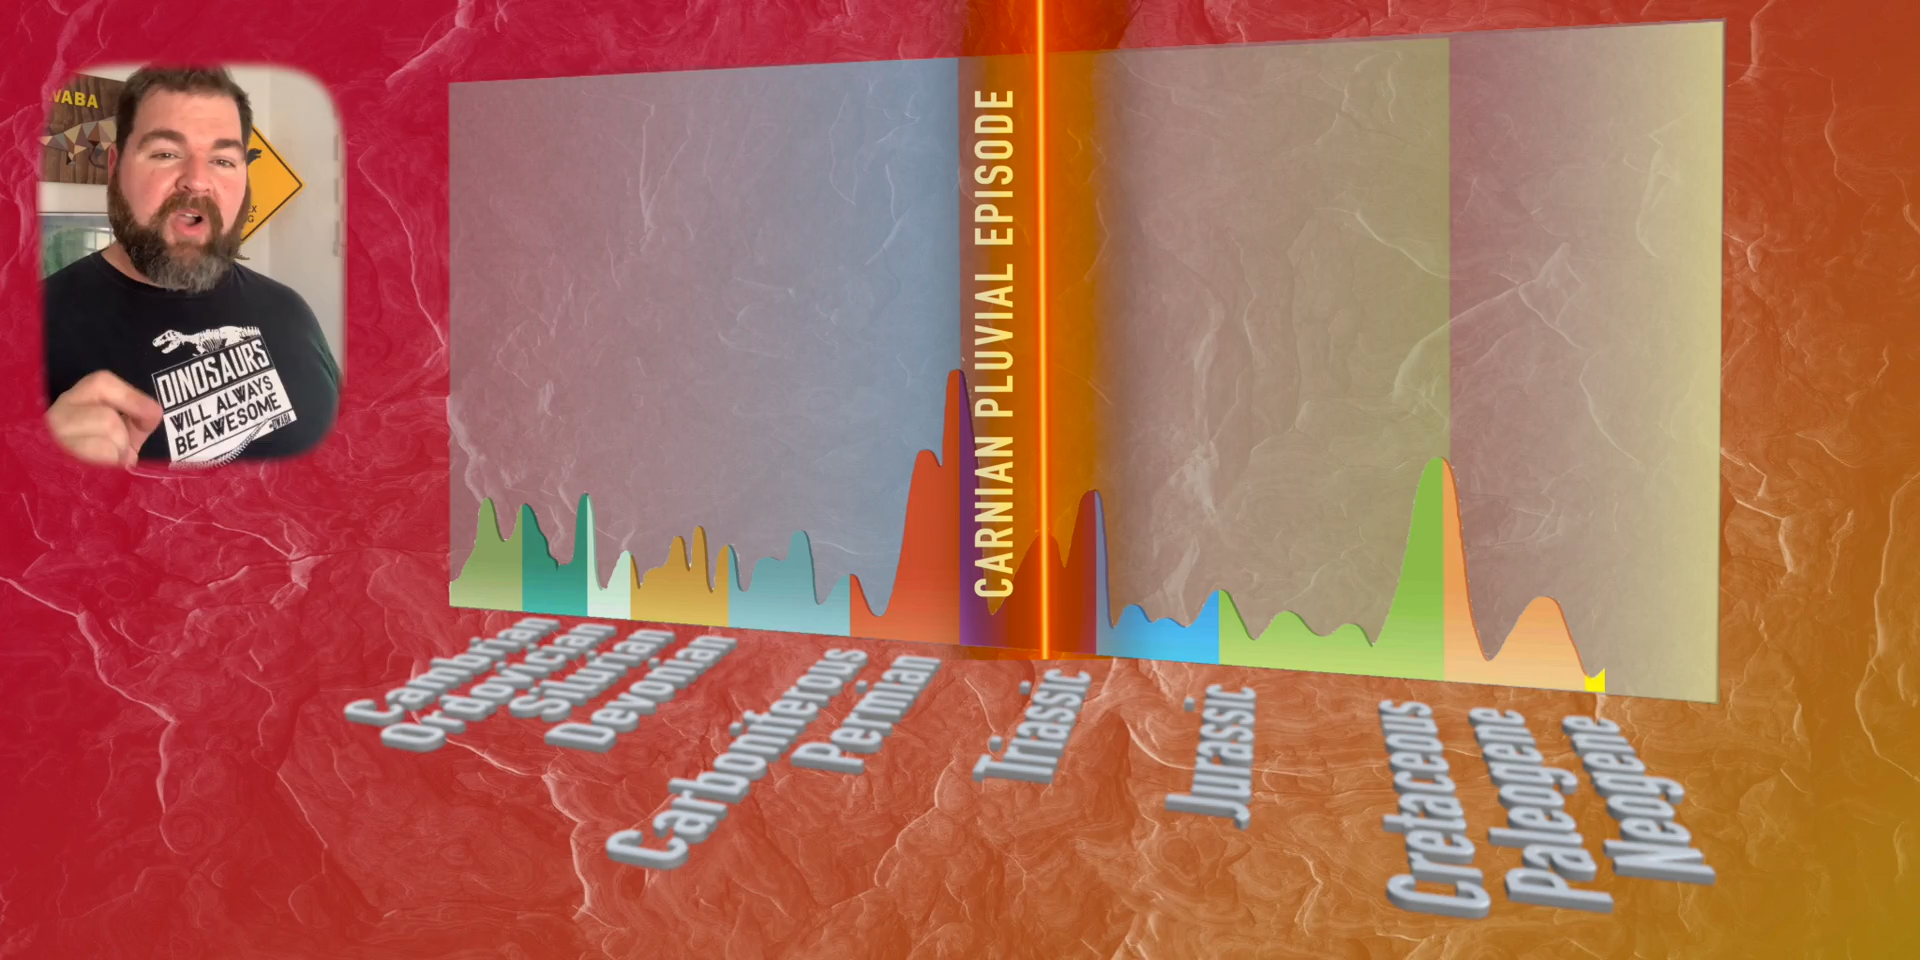 WABA
X
G
DINOSAURS
WILL ALWAYS
BE AWESOME
CARNIAN PLUVIAL EPISODE
Cambrian
Ordovician
Silurian
Devonian
Carboniferous
Permian
Triassic
Jurassic
Cretaceous
Paleogene
Neogene